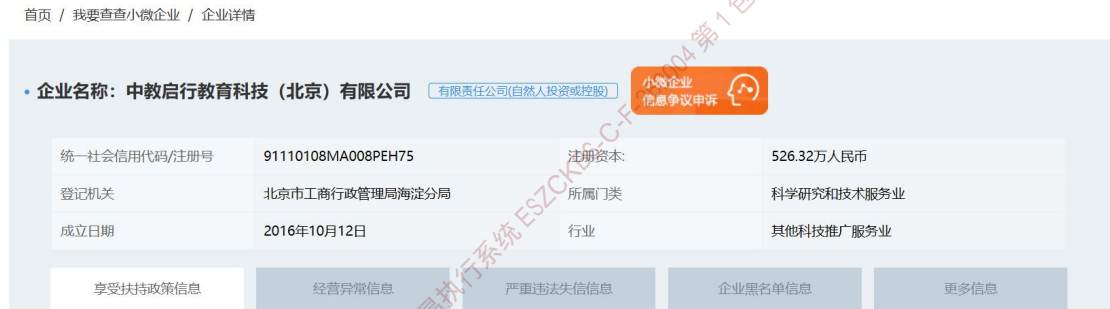 首页 / 我要查查小微企业 / 企业详情
• 企业名称：中教启行教育科技（北京）有限公司 有限责任公司(自然人投资或控股) 小微企业
信息争议申诉
统一社会信用代码/注册号 91110108MA008PEH75 注册资本: 526.32万人民币
登记机关 北京市工商行政管理局海淀分局 所属门类 科学研究和技术服务业
成立日期 2016年10月12日 行业 其他科技推广服务业
享受扶持政策信息 经营异常信息 严重违法失信信息 企业黑名单信息 更多信息